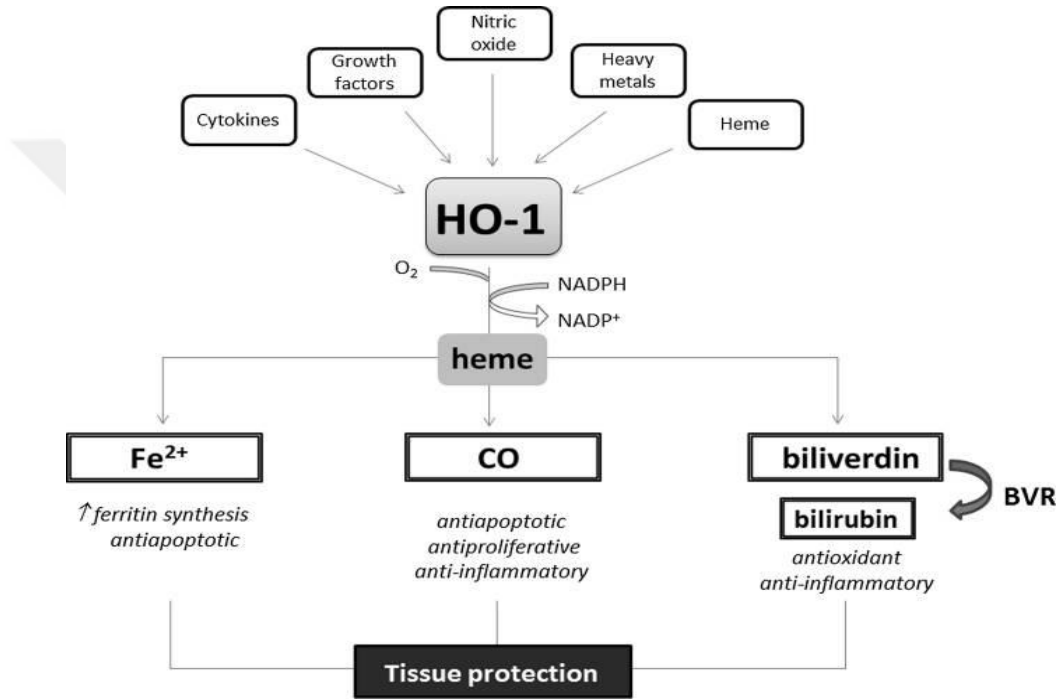 Nitric
oxide
Growth
factors
Heavy
metals
Cytokines
Heme
HO-1
O₂
NADPH
NADP⁺
heme
Fe²⁺
CO
biliverdin
BVR
bilirubin
↑ferritin synthesis
antiapoptotic
antiapoptotic
antiproliferative
anti-inflammatory
antioxidant
anti-inflammatory
Tissue protection